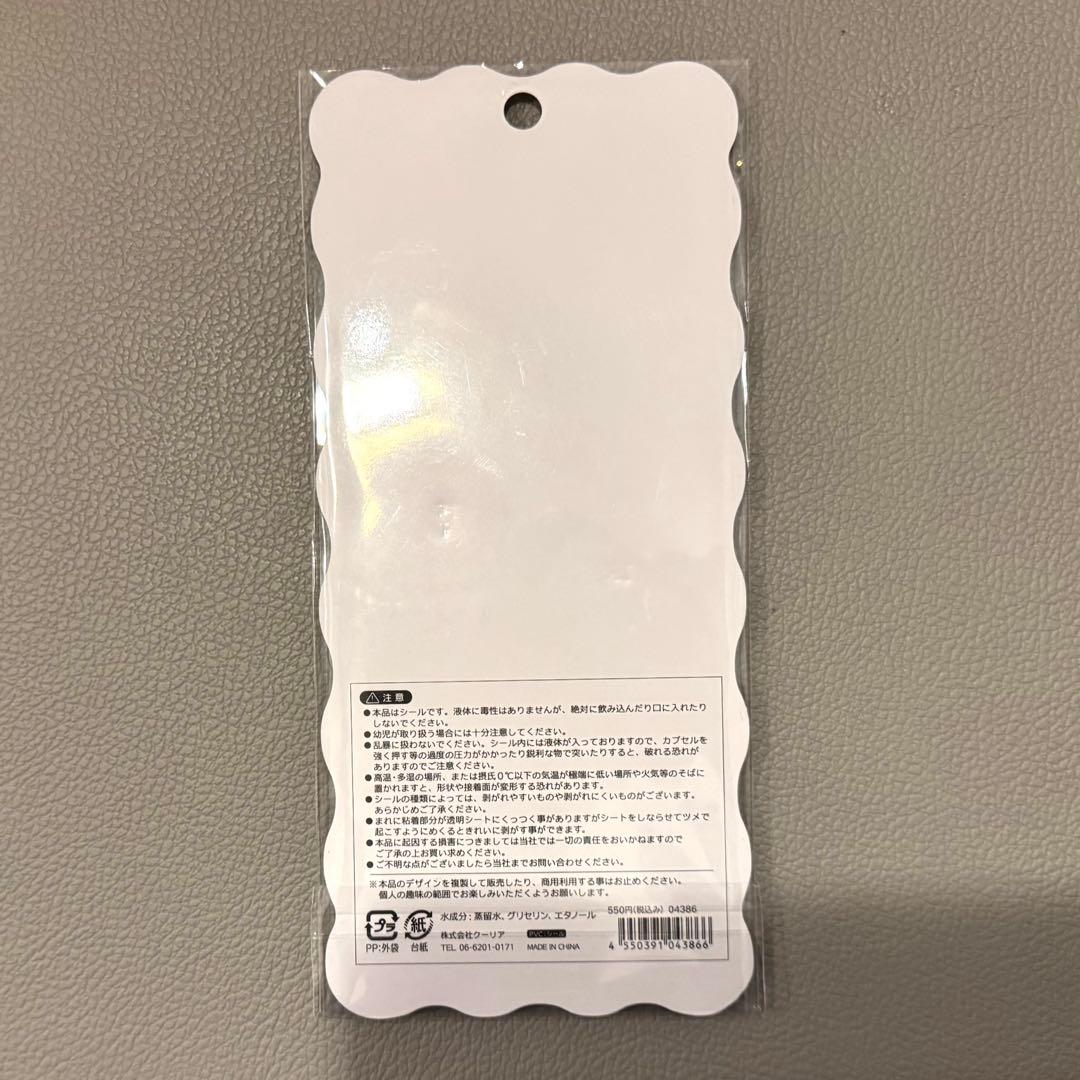 注意
●本品はシールです。液体に毒性はありませんが、絶対に飲み込んだり口に入れたり
しないでください。
●幼児が取り扱う場合には十分注意してください。
●乱暴に扱わないでください。シール内には液体が入っておりますので、カプセルを
強く押す等の過度の圧力がかかったり鋭利な物で突いたりすると、破れる恐れが
ありますのでご注意ください。
●高温・多湿の場所、または摂氏0℃以下の気温が極端に低い場所や火気等のそばに
置かれますと、形状や接着面が変形する恐れがあります。
●シールの種類によっては、剥がれやすいものや剥がれにくいものがございます。
あらかじめご了承ください。
●まれに粘着部分が透明シートにくっつく事がありますがシートをしならせてツメで
起こすようにめくるときれいに剥がす事ができます。
●本品に起因する損害につきましては当社では一切の責任をおいかねますので
ご了承の上お買い求めください。
●ご不明な点がございましたら当社までお問い合わせください。
※本品のデザインを複製して販売したり、商用利用する事はお止めください。
個人の趣味の範囲でお楽しみいただくようお願いします。
プラ
PP:外袋
紙
台紙
水成分:蒸留水、グリセリン、エタノール
株式会社クーリア
PVC:シール
TEL 06-6201-0171
MADE IN CHINA
550円(税込み) 04386
4 550391 043866